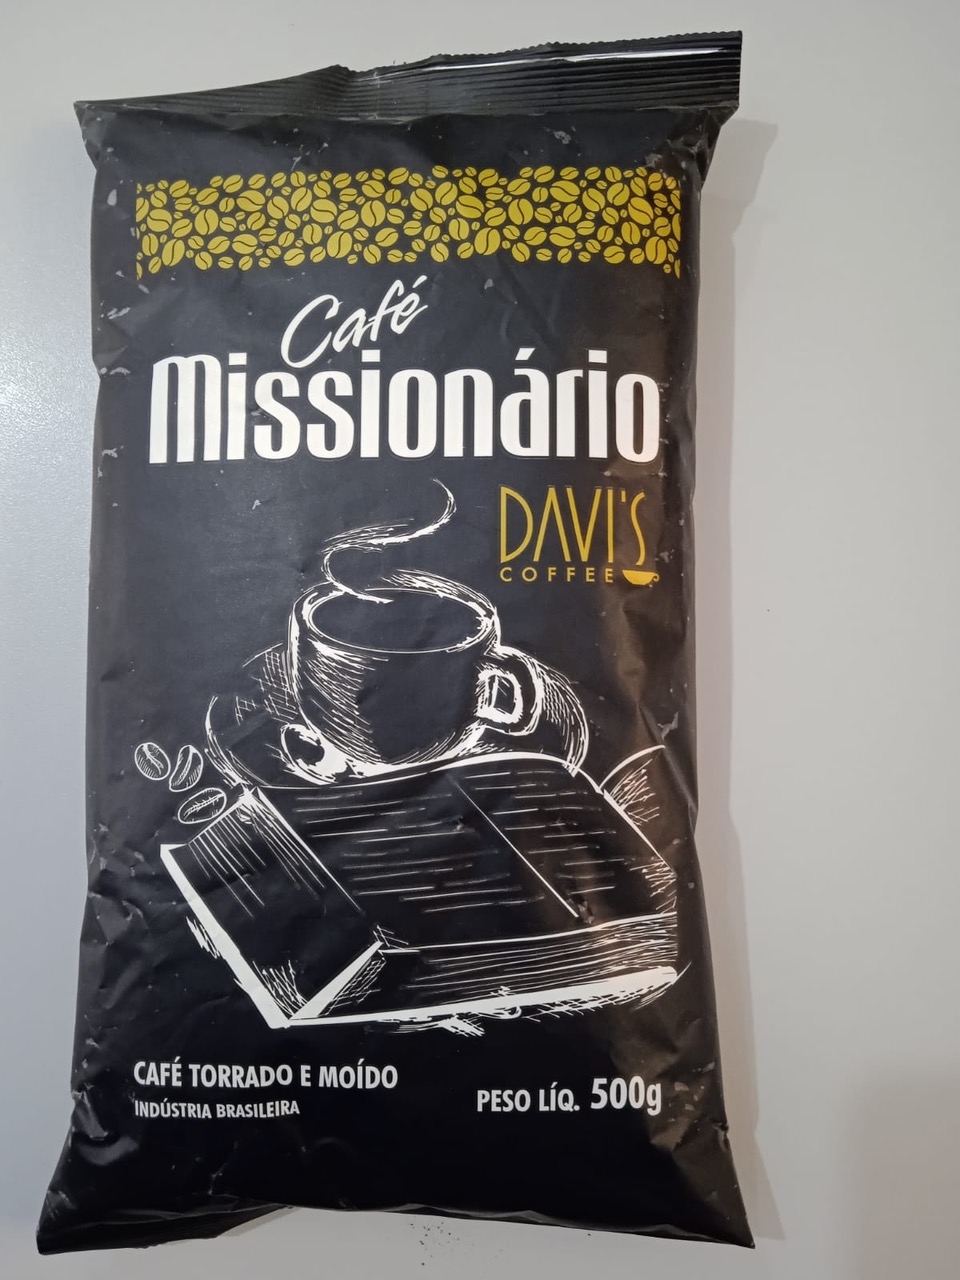 Café
Missionário
DAVI'S
COFFEE
CAFÉ TORRADO E MOÍDO
INDÚSTRIA BRASILEIRA
PESO LÍQ. 500g